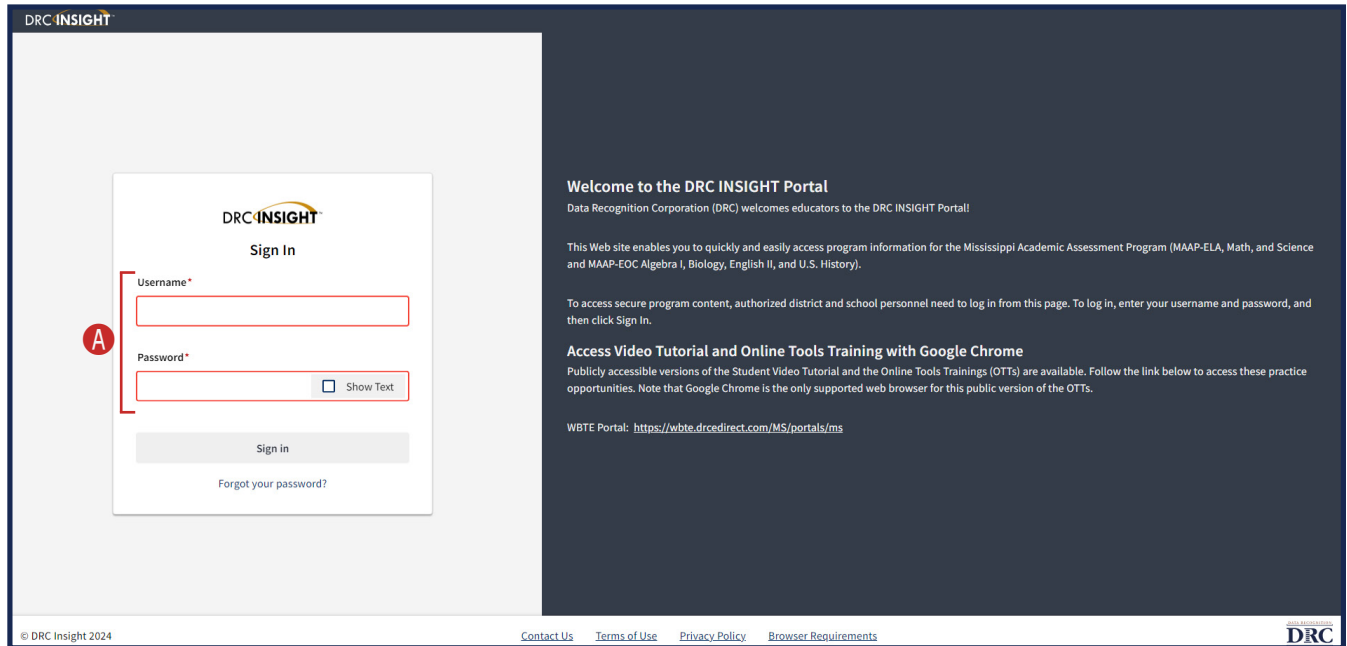 DRC INSIGHT™
DRC INSIGHT™
Sign In
Username*
A
Password*
Show Text
Sign in
Forgot your password?
Welcome to the DRC INSIGHT Portal
Data Recognition Corporation (DRC) welcomes educators to the DRC INSIGHT Portal!
This Web site enables you to quickly and easily access program information for the Mississippi Academic Assessment Program (MAAP-ELA, Math, and Science
and MAAP-EOC Algebra I, Biology, English II, and U.S. History).
To access secure program content, authorized district and school personnel need to log in from this page. To log in, enter your username and password, and
then click Sign In.
Access Video Tutorial and Online Tools Training with Google Chrome
Publicly accessible versions of the Student Video Tutorial and the Online Tools Trainings (OTTs) are available. Follow the link below to access these practice
opportunities. Note that Google Chrome is the only supported web browser for this public version of the OTTs.
WBTE Portal: https://wbte.drcedirect.com/MS/portals/ms
© DRC Insight 2024
Contact Us Terms of Use Privacy Policy Browser Requirements
DATA RECOGNITION
DRC